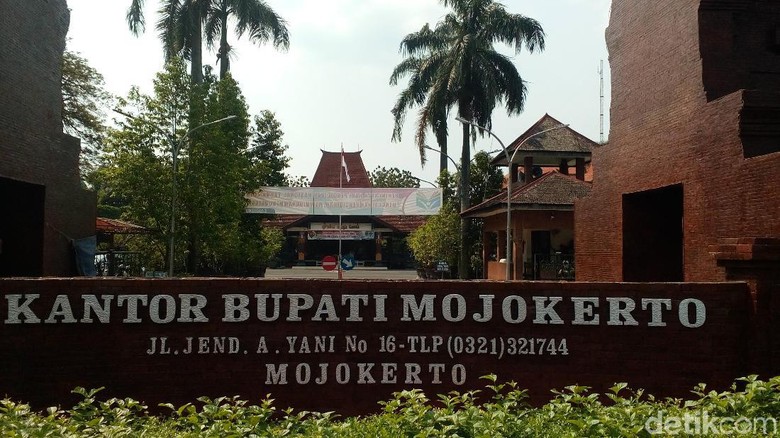 KANTOR BUPATI MOJOKERTO
JL. JEND. A. YANI No 16-TLP(0321)321744
MOJOKERTO
detikcom